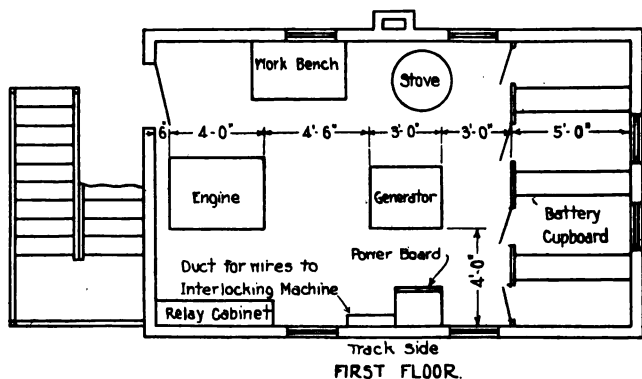 Work Bench
Stove
6" 4'-0" 4'-6" 3'-0" 3'-0" 5'-0"
Engine
Generator
Battery
Cupboard
Power Board
4'-0"
Duct for wires to
Interlocking Machine
Relay Cabinet
Track Side
FIRST FLOOR.